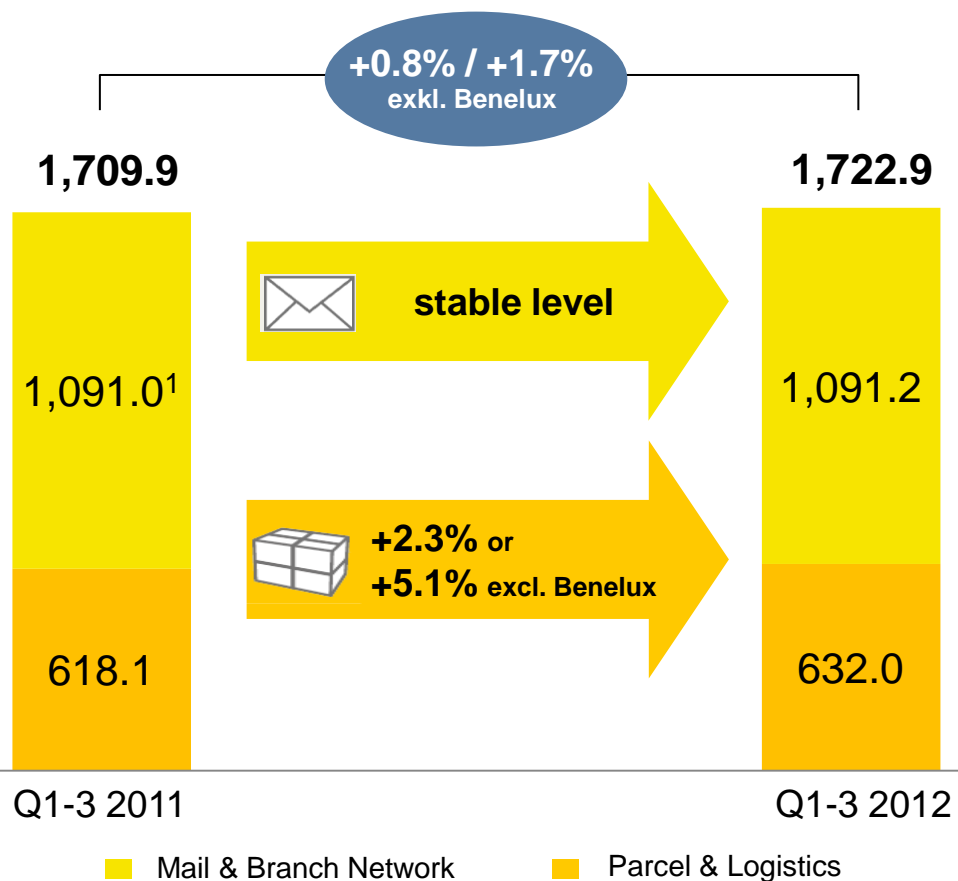 +0.8% / +1.7%
exkl. Benelux
1,709.9
1,722.9
stable level
1,091.0¹
1,091.2
+2.3% or
+5.1% excl. Benelux
618.1
632.0
Q1-3 2011
Q1-3 2012
Mail & Branch Network
Parcel & Logistics